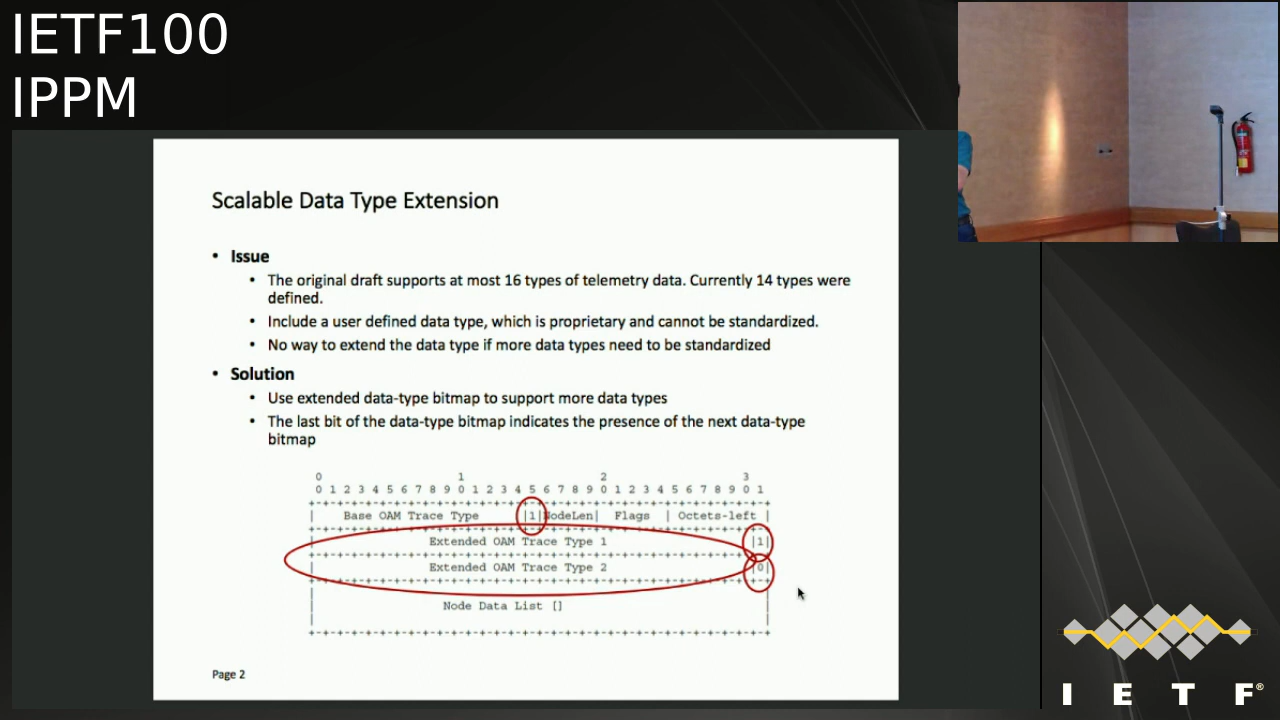 IETF100
IPPM
Scalable Data Type Extension
• Issue
• The original draft supports at most 16 types of telemetry data. Currently 14 types were
defined.
• Include a user defined data type, which is proprietary and cannot be standardized.
• No way to extend the data type if more data types need to be standardized
• Solution
• Use extended data-type bitmap to support more data types
• The last bit of the data-type bitmap indicates the presence of the next data-type
bitmap
0 1 2 3
0 1 2 3 4 5 6 7 8 9 0 1 2 3 4 5 6 7 8 9 0 1 2 3 4 5 6 7 8 9 0 1
+-+-+-+-+-+-+-+-+-+-+-+-+-+-+-+-+-+-+-+-+-+-+-+-+-+-+-+-+-+-+-+-+
| Base OAM Trace Type |1|NodeLen| Flags | Octets-left |
+-+-+-+-+-+-+-+-+-+-+-+-+-+-+-+-+-+-+-+-+-+-+-+-+-+-+-+-+-+-+-+-+
| Extended OAM Trace Type 1 |1|
+-+-+-+-+-+-+-+-+-+-+-+-+-+-+-+-+-+-+-+-+-+-+-+-+-+-+-+-+-+-+-+-+
| Extended OAM Trace Type 2 |0|
+-+-+-+-+-+-+-+-+-+-+-+-+-+-+-+-+-+-+-+-+-+-+-+-+-+-+-+-+-+-+-+-+
| Node Data List [] |
+-+-+-+-+-+-+-+-+-+-+-+-+-+-+-+-+-+-+-+-+-+-+-+-+-+-+-+-+-+-+-+-+
Page 2
I E T F®